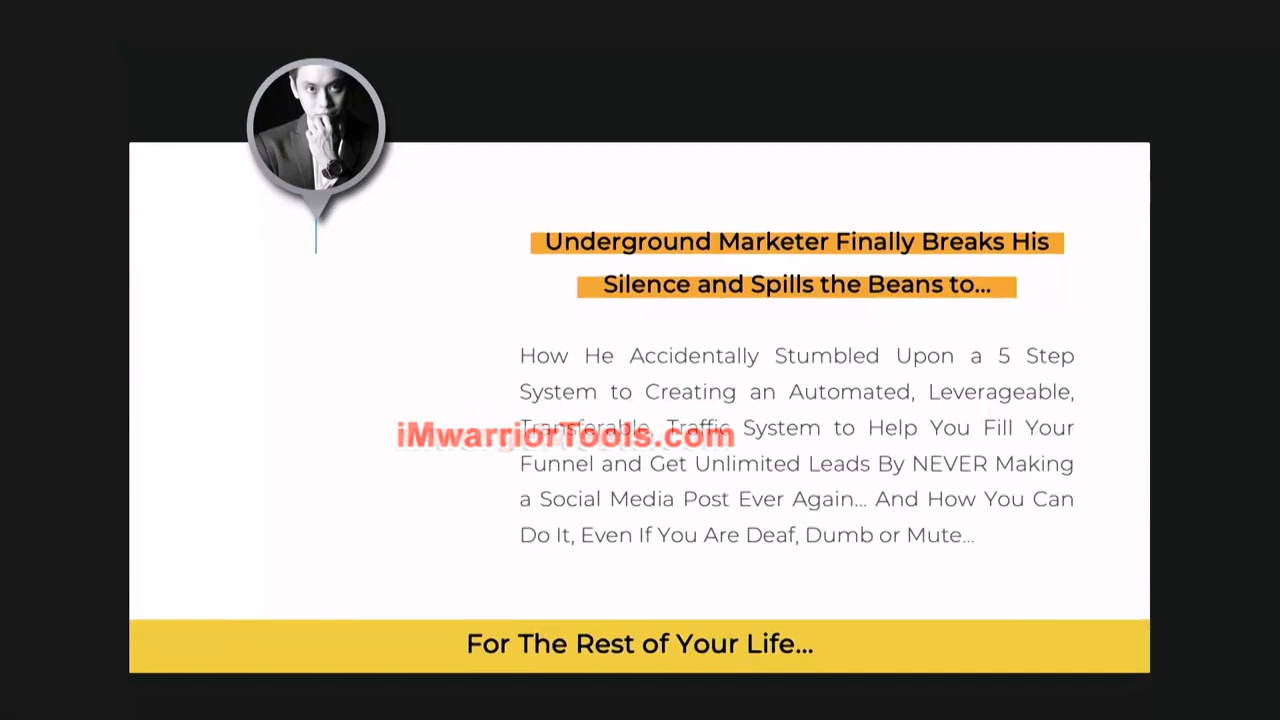 Underground Marketer Finally Breaks His
Silence and Spills the Beans to...
How He Accidentally Stumbled Upon a 5 Step
System to Creating an Automated, Leverageable,
Transferable, Traffic System to Help You Fill Your
iMwarriorTools.com
Funnel and Get Unlimited Leads By NEVER Making
a Social Media Post Ever Again... And How You Can
Do It, Even If You Are Deaf, Dumb or Mute...
For The Rest of Your Life...